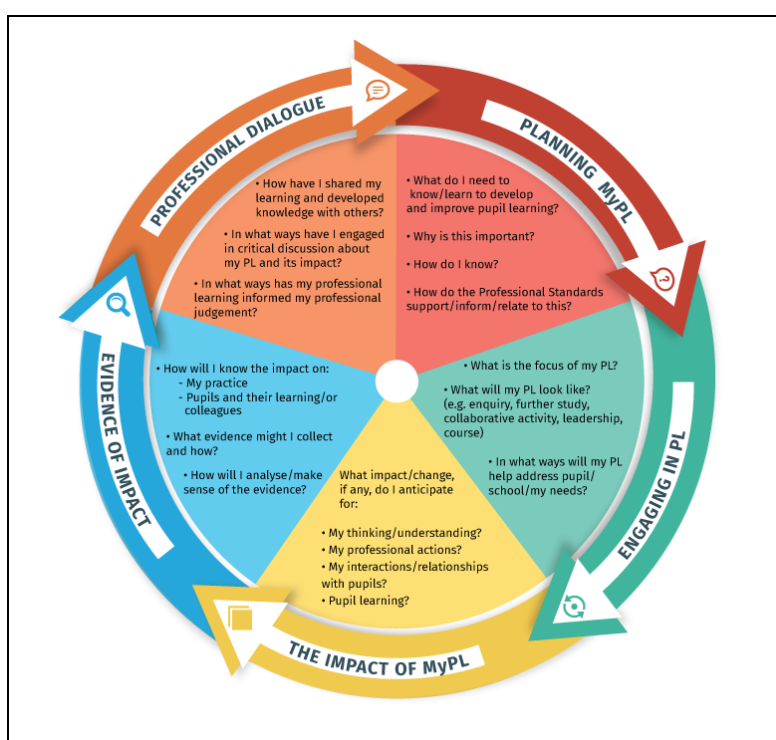 PROFESSIONAL DIALOGUE
• How have I shared my
learning and developed
knowledge with others?
• In what ways have I engaged
in critical discussion about
my PL and its impact?
• In what ways has my professional
learning informed my professional
judgement?
PLANNING MyPL
• What do I need to
know/learn to develop
and improve pupil learning?
• Why is this important?
• How do I know?
• How do the Professional Standards
support/inform/relate to this?
?
ENGAGING IN PL
• What is the focus of my PL?
• What will my PL look like?
(e.g. enquiry, further study,
collaborative activity, leadership,
course)
• In what ways will my PL
help address pupil/
school/my needs?
THE IMPACT OF MyPL
What impact/change,
if any, do I anticipate
for:
• My thinking/understanding?
• My professional actions?
• My interactions/relationships
with pupils?
• Pupil learning?
EVIDENCE OF IMPACT
• How will I know the impact on:
- My practice
- Pupils and their learning/or
colleagues
• What evidence might I collect
and how?
• How will I analyse/make
sense of the evidence?